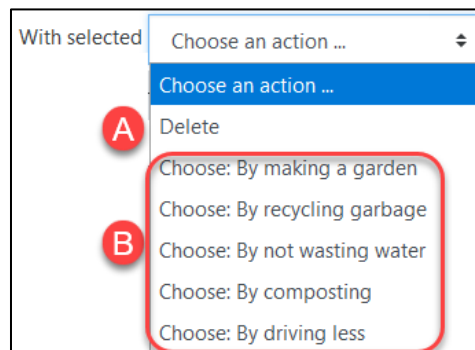 With selected Choose an action ...
Choose an action ...
A Delete
Choose: By making a garden
Choose: By recycling garbage
B Choose: By not wasting water
Choose: By composting
Choose: By driving less